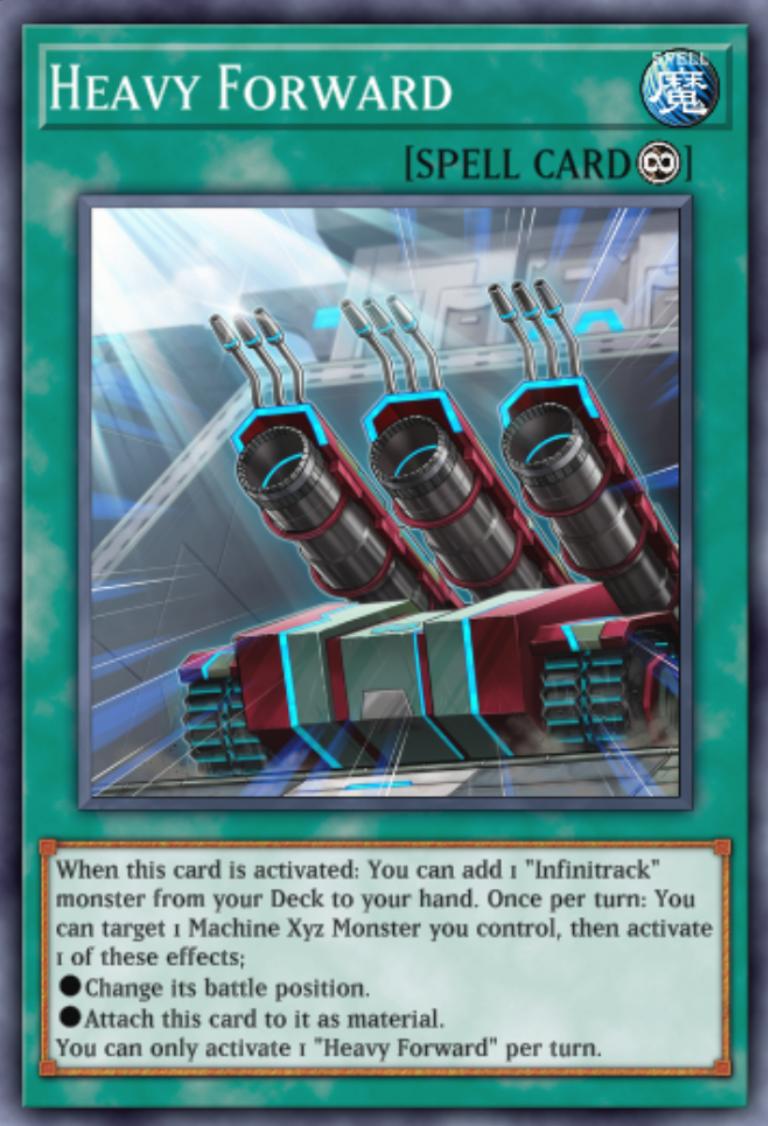 HEAVY FORWARD
SPELL
魔
[SPELL CARD♾]
When this card is activated: You can add 1 "Infinitrack"
monster from your Deck to your hand. Once per turn: You
can target 1 Machine Xyz Monster you control, then activate
1 of these effects;
●Change its battle position.
●Attach this card to it as material.
You can only activate 1 "Heavy Forward" per turn.